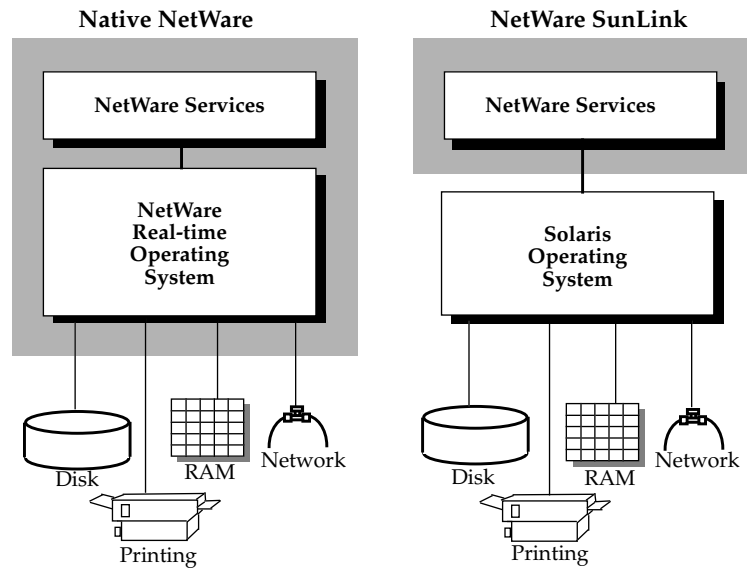 Native NetWare
NetWare Services
NetWare
Real-time
Operating
System
Disk
RAM
Network
Printing
NetWare SunLink
NetWare Services
Solaris
Operating
System
Disk
RAM
Network
Printing